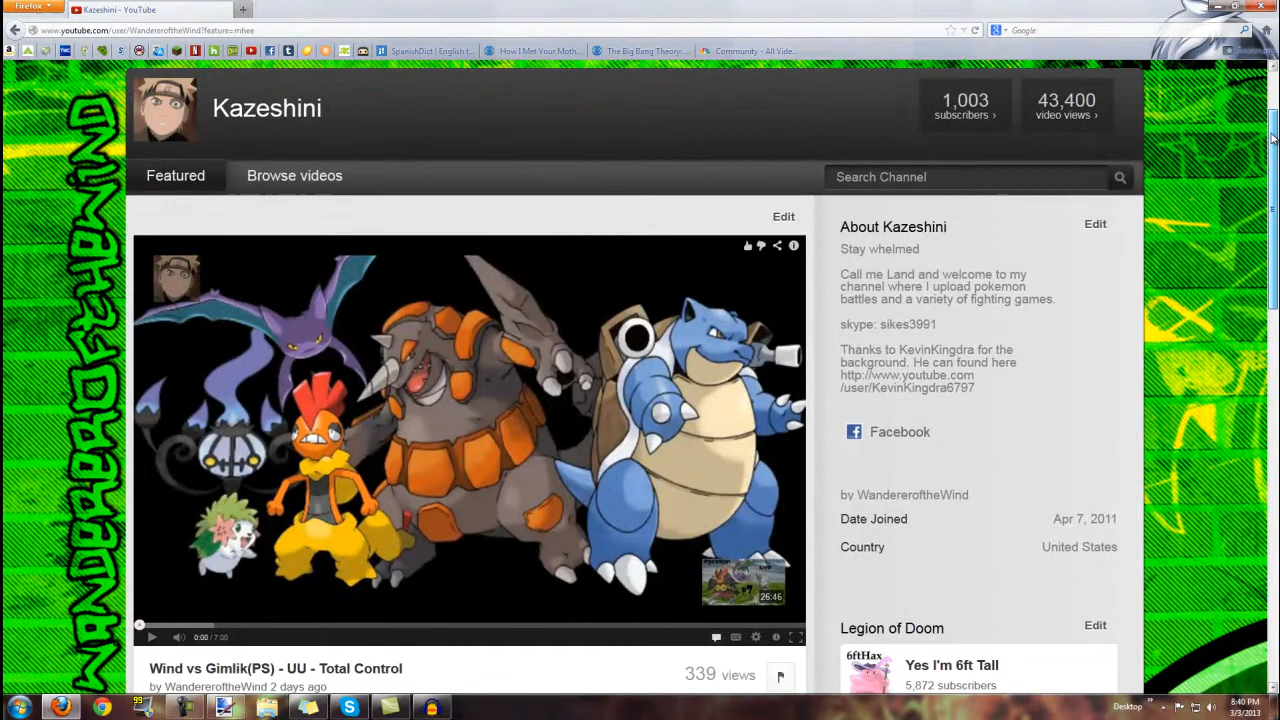 Firefox
Kazeshini - YouTube
www.youtube.com/user/WandereroftheWind?feature=mhee
Google
SpanishDict | English t...
How I Met Your Moth...
The Big Bang Theory: ...
Community - All Vide...
Bookmarks
Kazeshini
1,003
subscribers ›
43,400
video views ›
Featured
Browse videos
Search Channel
Edit
About Kazeshini
Edit
Stay whelmed
Call me Land and welcome to my
channel where I upload pokemon
battles and a variety of fighting games.
skype: sikes3991
Thanks to KevinKingdra for the
background. He can found here
http://www.youtube.com
/user/KevinKingdra6797
Facebook
by WandereroftheWind
Date Joined
Apr 7, 2011
Country
United States
26:46
0:00 / 7:00
Legion of Doom
Edit
6ftHax
Yes I'm 6ft Tall
5,872 subscribers
Wind vs Gimlik(PS) - UU - Total Control
by WandereroftheWind 2 days ago
339 views
Desktop
8:40 PM
3/3/2013